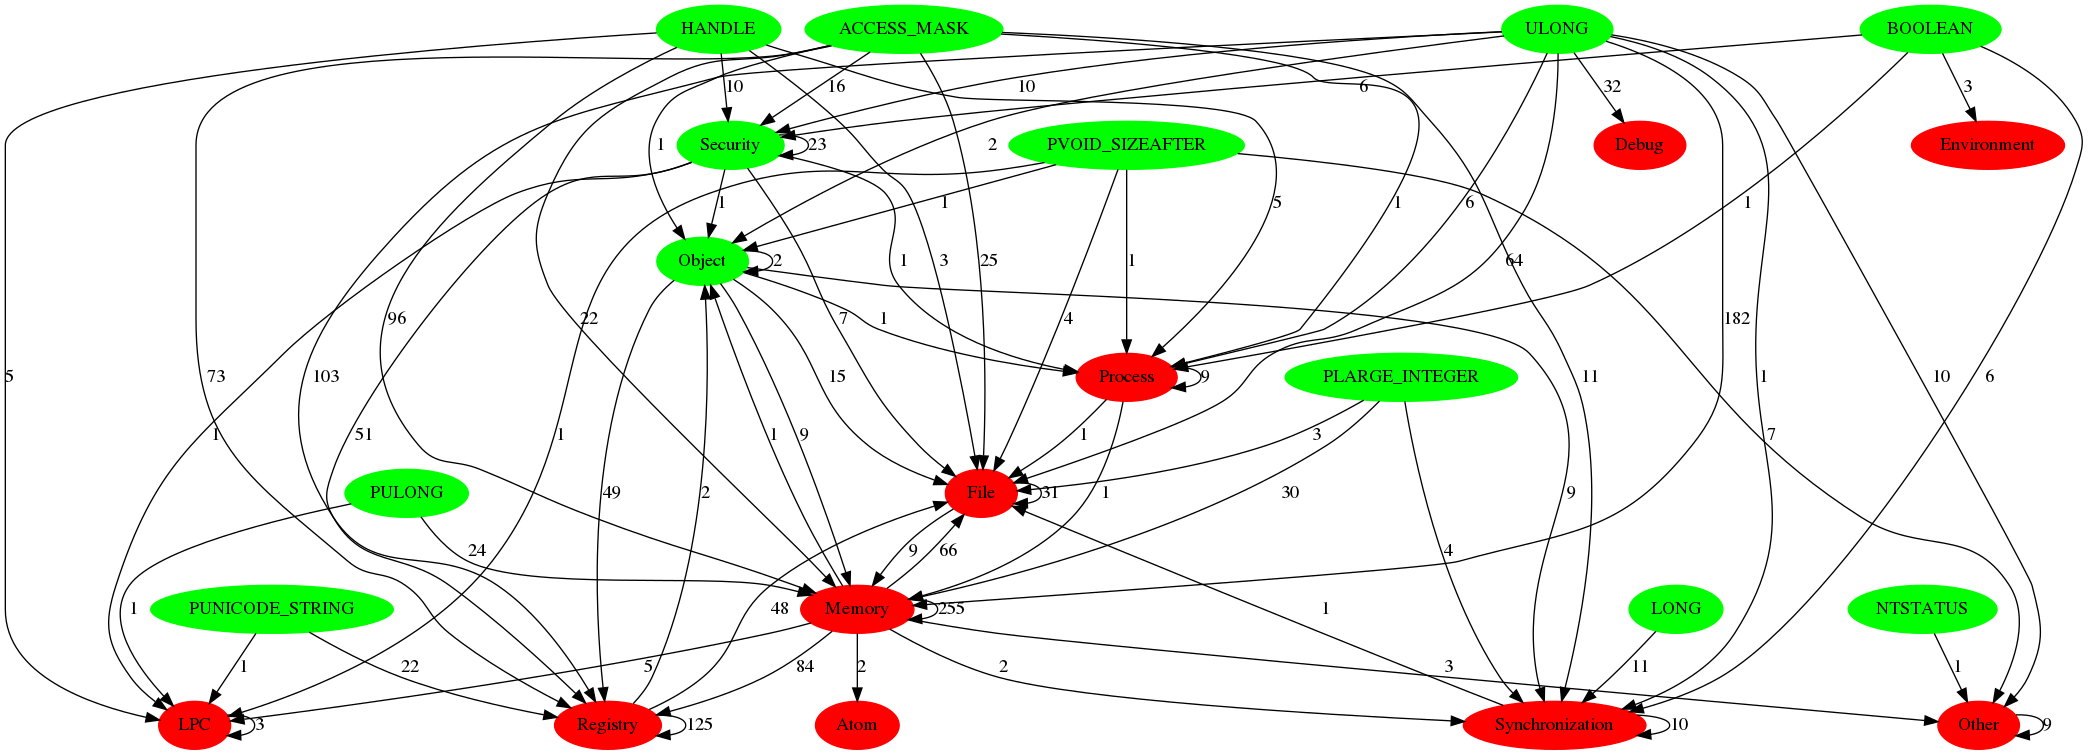 HANDLE ACCESS_MASK ULONG BOOLEAN
10 16 10 6 32 3
Security PVOID_SIZEAFTER Debug Environment
1 23 2
1 1 5 1 6 1
Object 2 3 25 1 64
96 22 7 1 4 182
5 73 103 15 Process 9 PLARGE_INTEGER 1 10 6
1 51 1 1 9 1 3 7
PULONG 49 2 File 31 30 9
24 9 66 1 4
1 PUNICODE_STRING 48 Memory 255 1 LONG NTSTATUS
1 22 84 5 2 2 3 11 1
LPC 3 Registry 125 Atom Synchronization 10 Other 9
11